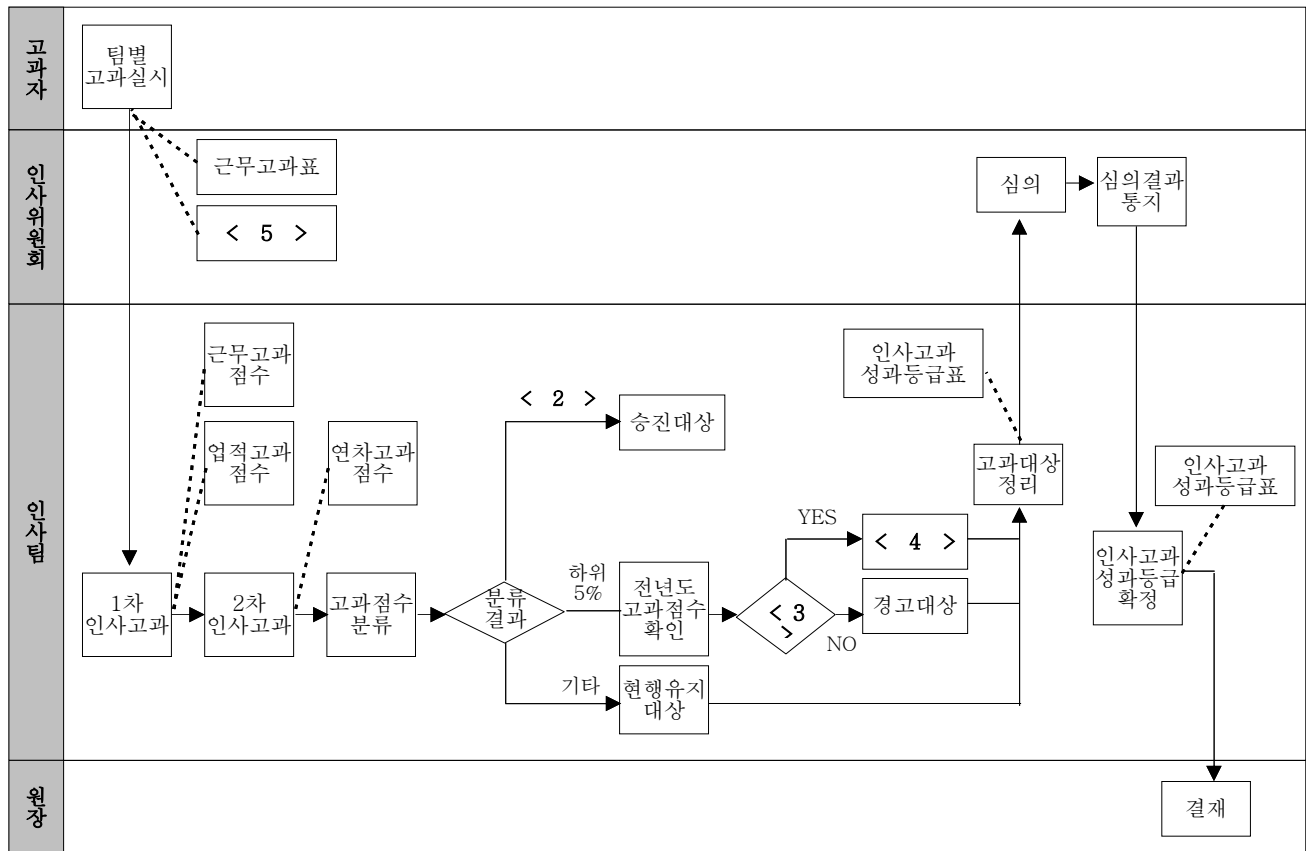 고과자
팀별
고과실시
인사위원회
근무고과표
< 5 >
심의
심의결과
통지
인사팀
근무고과
점수
업적고과
점수
연차고과
점수
1차
인사고과
2차
인사고과
고과점수
분류
분류
결과
< 2 >
승진대상
하위
5%
전년도
고과점수
확인
< 3
>
YES
< 4 >
NO
경고대상
기타
현행유지
대상
인사고과
성과등급표
고과대상
정리
인사고과
성과등급표
인사고과
성과등급
확정
원장
결재